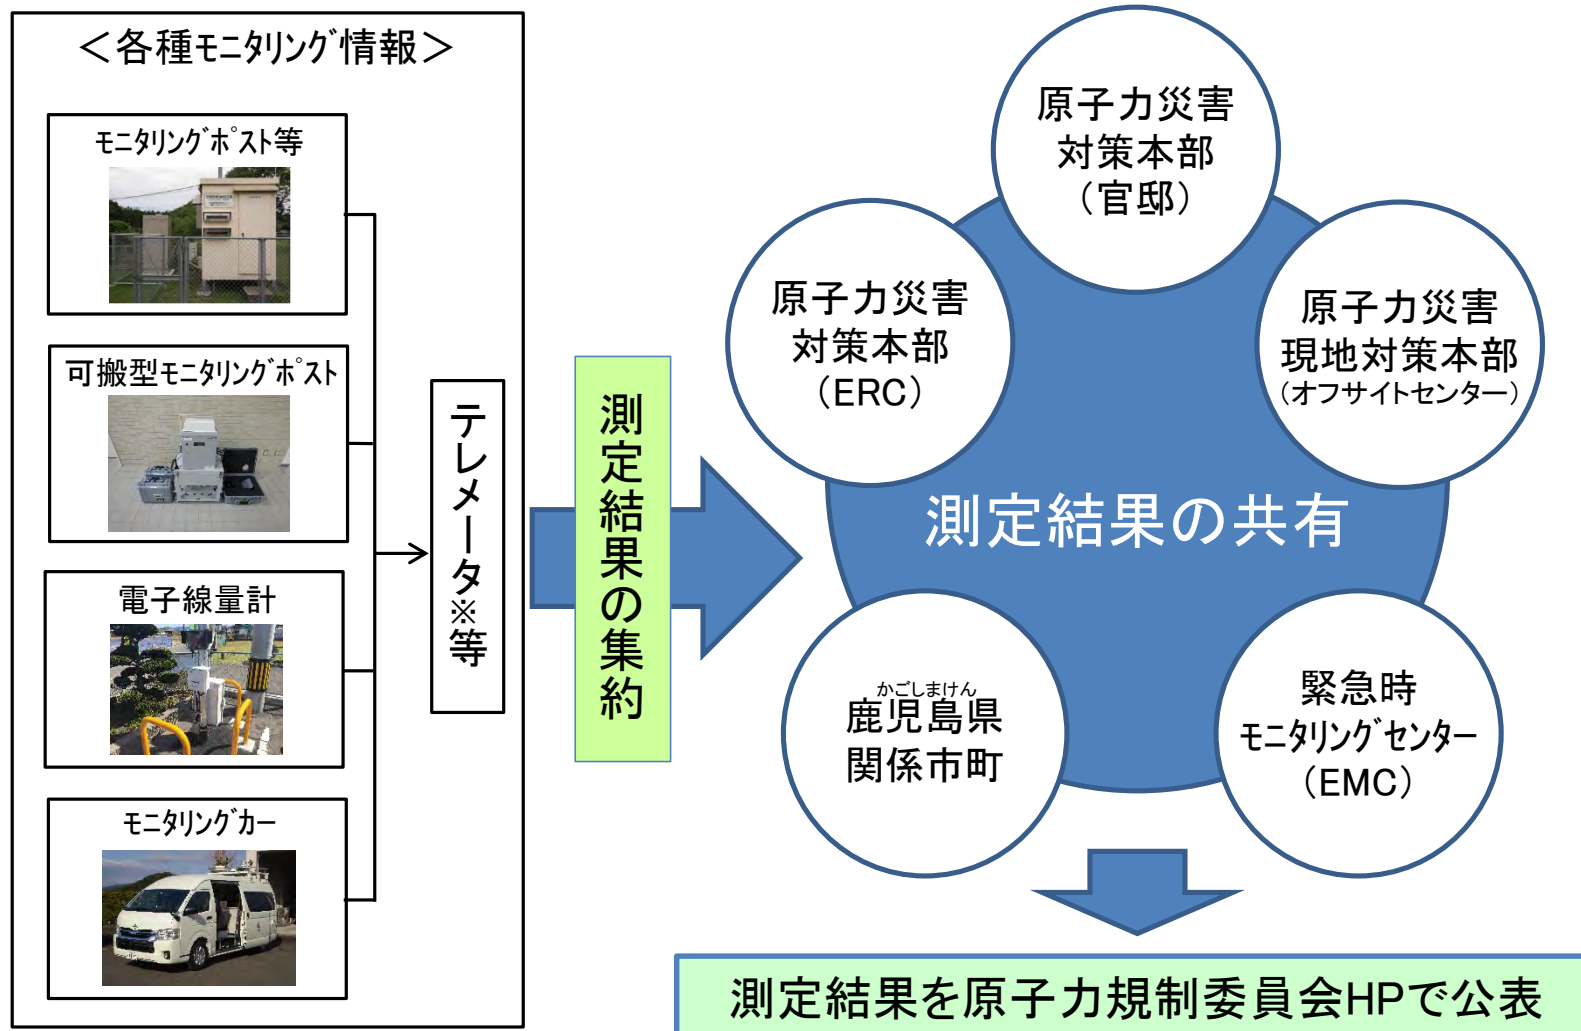 ＜各種ﾓﾆﾀﾘﾝｸﾞ情報＞
ﾓﾆﾀﾘﾝｸﾞﾎﾟｽﾄ等
可搬型ﾓﾆﾀﾘﾝｸﾞﾎﾟｽﾄ
電子線量計
ﾓﾆﾀﾘﾝｸﾞｶｰ
テレメータ※等
測定結果の集約
原子力災害
対策本部
（官邸）
原子力災害
対策本部
（ERC）
原子力災害
現地対策本部
（オフサイトセンター）
測定結果の共有
かごしまけん
鹿児島県
関係市町
緊急時
ﾓﾆﾀﾘﾝｸﾞｾﾝﾀｰ
（EMC）
測定結果を原子力規制委員会HPで公表